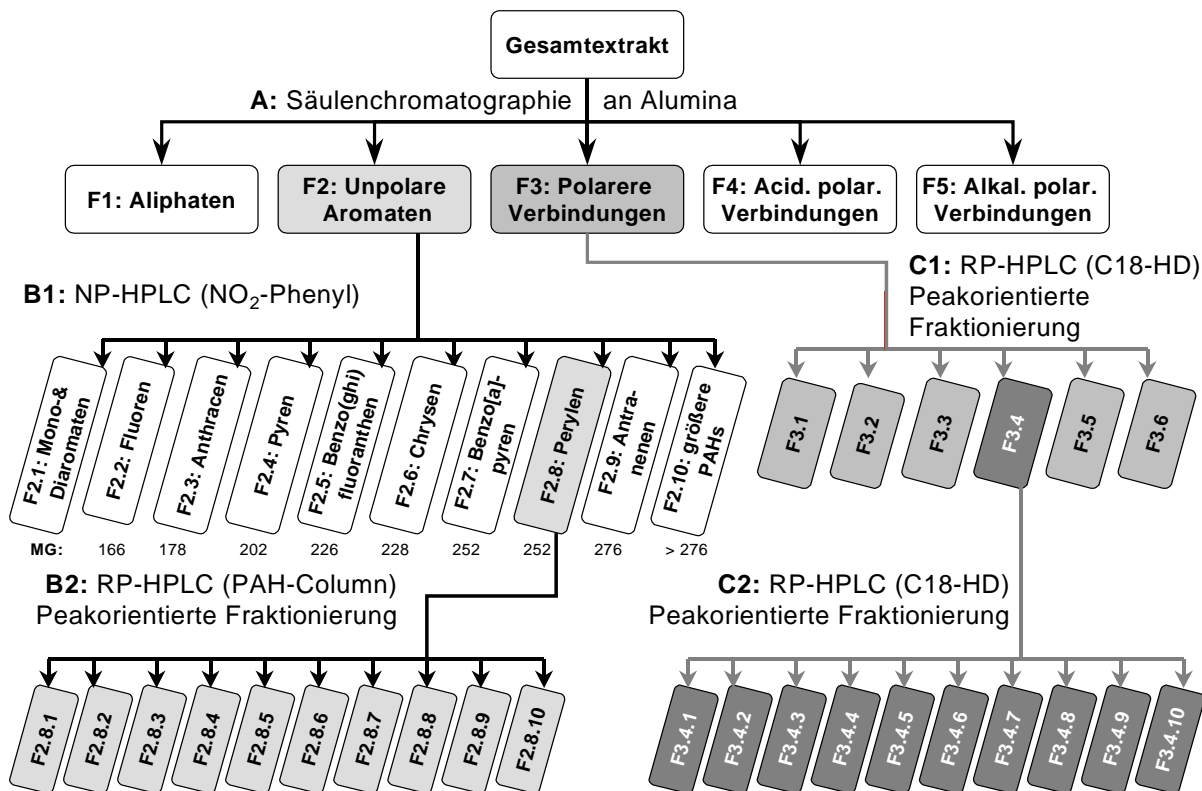 Gesamtextrakt
A: Säulenchromatographie an Alumina
F1: Aliphaten
F2: Unpolare
Aromaten
F3: Polarere
Verbindungen
F4: Acid. polar.
Verbindungen
F5: Alkal. polar.
Verbindungen
B1: NP-HPLC (NO₂-Phenyl)
C1: RP-HPLC (C18-HD)
Peakorientierte
Fraktionierung
F2.1: Mono-&
Diaromaten
F2.2: Fluoren
F2.3: Anthracen
F2.4: Pyren
F2.5: Benzo(ghi)
fluoranthen
F2.6: Chrysen
F2.7: Benzo[a]-
pyren
F2.8: Perylen
F2.9: Antra-
nenen
F2.10: größere
PAHs
F3.1
F3.2
F3.3
F3.4
F3.5
F3.6
MG: 166 178 202 226 228 252 252 276 > 276
B2: RP-HPLC (PAH-Column)
Peakorientierte Fraktionierung
C2: RP-HPLC (C18-HD)
Peakorientierte Fraktionierung
F2.8.1
F2.8.2
F2.8.3
F2.8.4
F2.8.5
F2.8.6
F2.8.7
F2.8.8
F2.8.9
F2.8.10
F3.4.1
F3.4.2
F3.4.3
F3.4.4
F3.4.5
F3.4.6
F3.4.7
F3.4.8
F3.4.9
F3.4.10